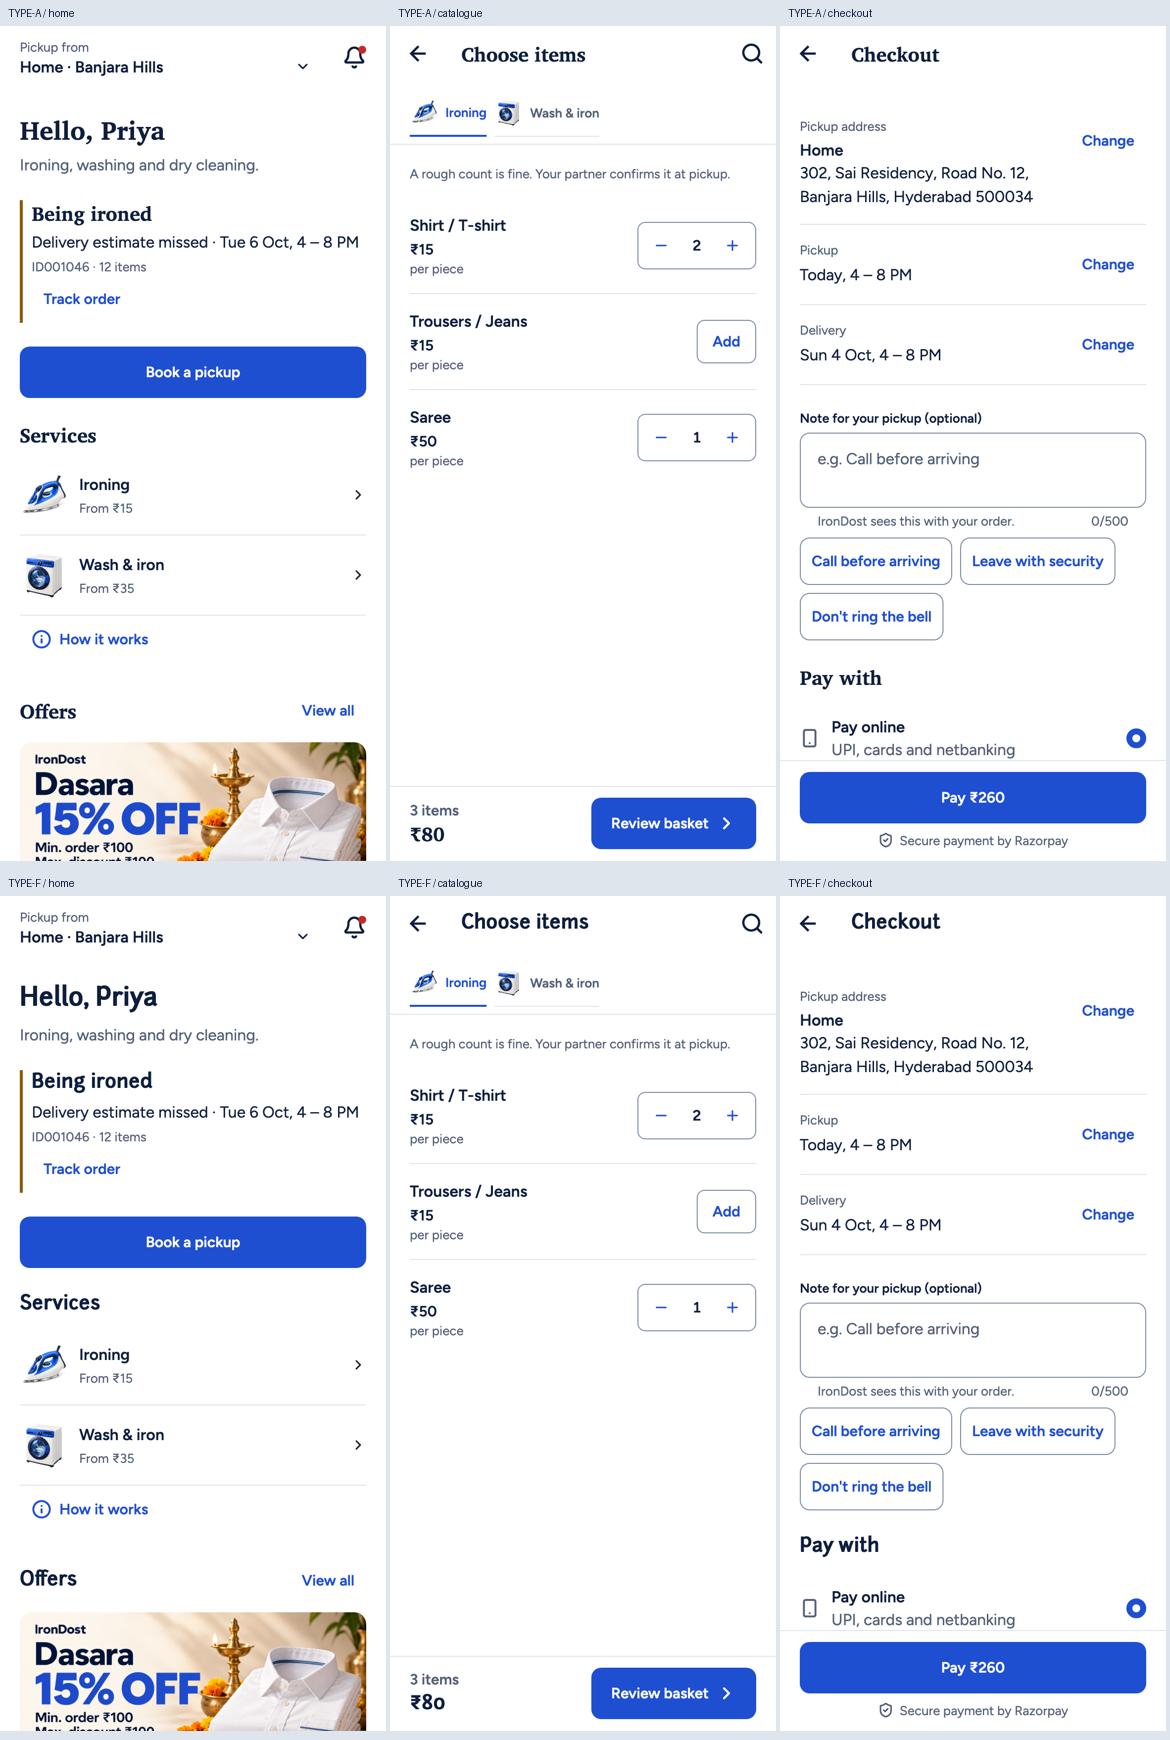 TYPE-A / home
Pickup from
Home · Banjara Hills
Hello, Priya
Ironing, washing and dry cleaning.
Being ironed
Delivery estimate missed · Tue 6 Oct, 4 – 8 PM
ID001046 · 12 items
Track order
Book a pickup
Services
Ironing
From ₹15
Wash & iron
From ₹35
How it works
Offers
View all
IronDost
Dasara
15% OFF
Min. order ₹100
Max. discount ₹100
TYPE-A / catalogue
Choose items
Ironing
Wash & iron
A rough count is fine. Your partner confirms it at pickup.
Shirt / T-shirt
₹15
per piece
− 2 +
Trousers / Jeans
₹15
per piece
Add
Saree
₹50
per piece
− 1 +
3 items
₹80
Review basket
TYPE-A / checkout
Checkout
Pickup address
Home
302, Sai Residency, Road No. 12,
Banjara Hills, Hyderabad 500034
Change
Pickup
Today, 4 – 8 PM
Change
Delivery
Sun 4 Oct, 4 – 8 PM
Change
Note for your pickup (optional)
e.g. Call before arriving
IronDost sees this with your order.
0/500
Call before arriving
Leave with security
Don't ring the bell
Pay with
Pay online
UPI, cards and netbanking
Pay ₹260
Secure payment by Razorpay
TYPE-F / home
Pickup from
Home · Banjara Hills
Hello, Priya
Ironing, washing and dry cleaning.
Being ironed
Delivery estimate missed · Tue 6 Oct, 4 – 8 PM
ID001046 · 12 items
Track order
Book a pickup
Services
Ironing
From ₹15
Wash & iron
From ₹35
How it works
Offers
View all
IronDost
Dasara
15% OFF
Min. order ₹100
Max. discount ₹100
TYPE-F / catalogue
Choose items
Ironing
Wash & iron
A rough count is fine. Your partner confirms it at pickup.
Shirt / T-shirt
₹15
per piece
− 2 +
Trousers / Jeans
₹15
per piece
Add
Saree
₹50
per piece
− 1 +
3 items
₹80
Review basket
TYPE-F / checkout
Checkout
Pickup address
Home
302, Sai Residency, Road No. 12,
Banjara Hills, Hyderabad 500034
Change
Pickup
Today, 4 – 8 PM
Change
Delivery
Sun 4 Oct, 4 – 8 PM
Change
Note for your pickup (optional)
e.g. Call before arriving
IronDost sees this with your order.
0/500
Call before arriving
Leave with security
Don't ring the bell
Pay with
Pay online
UPI, cards and netbanking
Pay ₹260
Secure payment by Razorpay